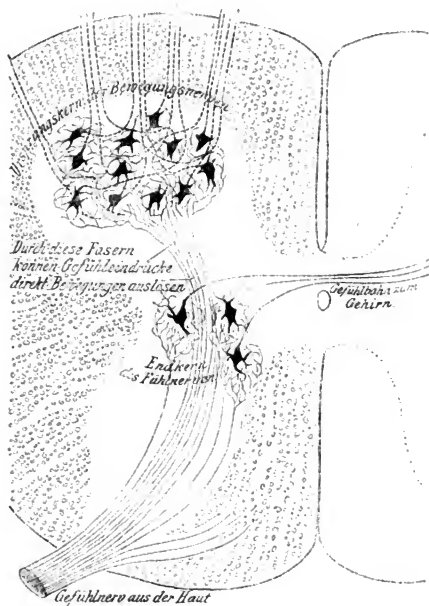 Ursprungskern der Bewegungsnerven
Durch diese Fasern
können Gefühleindrücke
direkt Bewegungen auslösen
Gefühlbahn zum
Gehirn.
Endkern
des Fühlnerven
Gefühlnerv aus der Haut